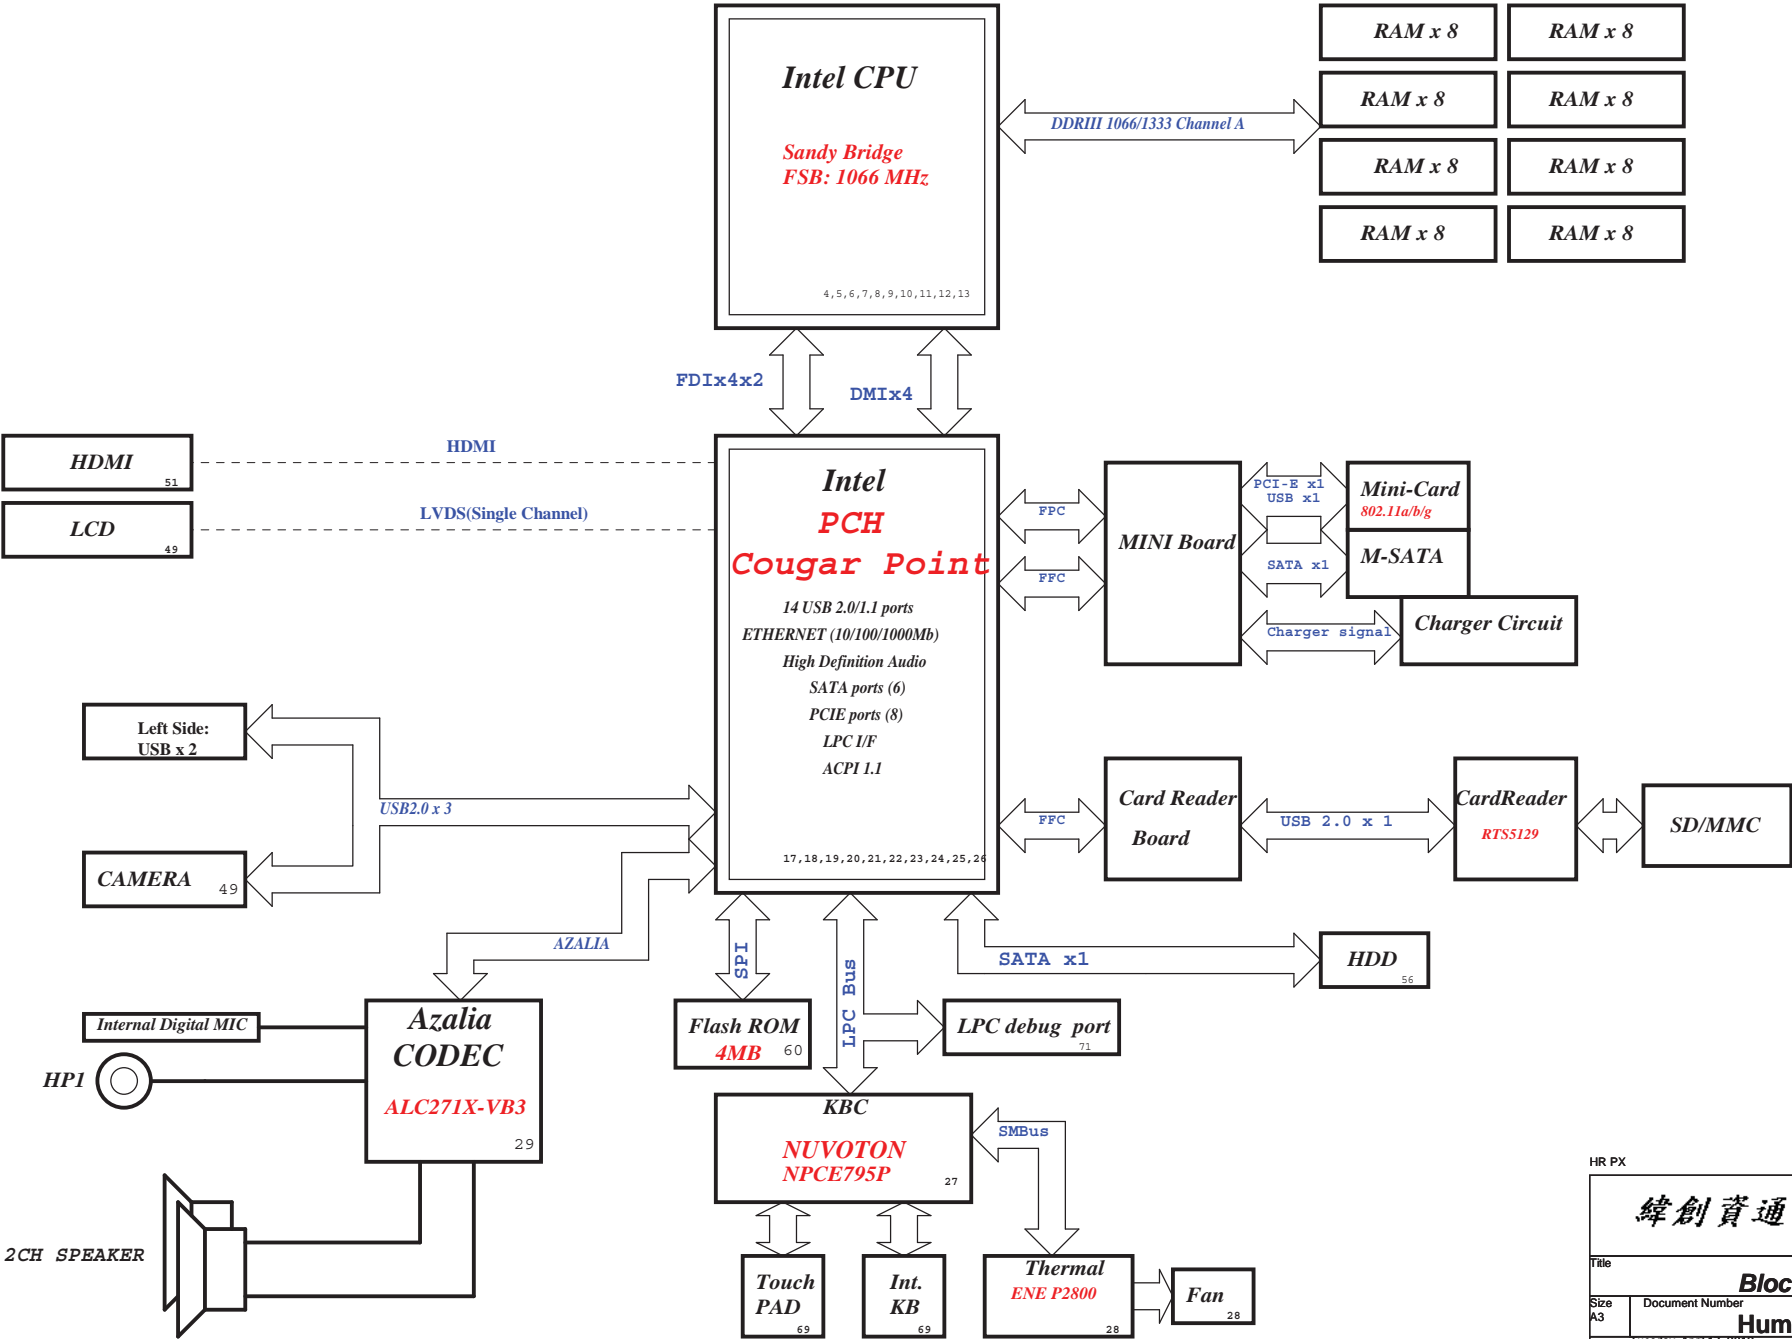 Intel CPU
Sandy Bridge
FSB: 1066 MHz
4,5,6,7,8,9,10,11,12,13
DDRIII 1066/1333 Channel A
RAM x 8
RAM x 8
RAM x 8
RAM x 8
RAM x 8
RAM x 8
RAM x 8
RAM x 8
FDIx4x2
DMIx4
HDMI
51
HDMI
LCD
49
LVDS(Single Channel)
Intel
PCH
Cougar Point
14 USB 2.0/1.1 ports
ETHERNET (10/100/1000Mb)
High Definition Audio
SATA ports (6)
PCIE ports (8)
LPC I/F
ACPI 1.1
17,18,19,20,21,22,23,24,25,26
FPC
FFC
MINI Board
PCI-E x1
USB x1
Mini-Card
802.11a/b/g
SATA x1
M-SATA
Charger signal
Charger Circuit
Left Side:
USB x 2
USB2.0 x 3
CAMERA
49
FFC
Card Reader
Board
USB 2.0 x 1
CardReader
RTS5129
SD/MMC
AZALIA
SPI
LPC Bus
SATA x1
HDD
56
Internal Digital MIC
HP1
Azalia
CODEC
ALC271X-VB3
29
2CH SPEAKER
Flash ROM
4MB
60
LPC debug port
71
KBC
NUVOTON
NPCE795P
27
SMBus
Touch
PAD
69
Int.
KB
69
Thermal
ENE P2800
28
Fan
28
HR PX
緯創資通
Title
Bloc
Size
A3
Document Number
Hum